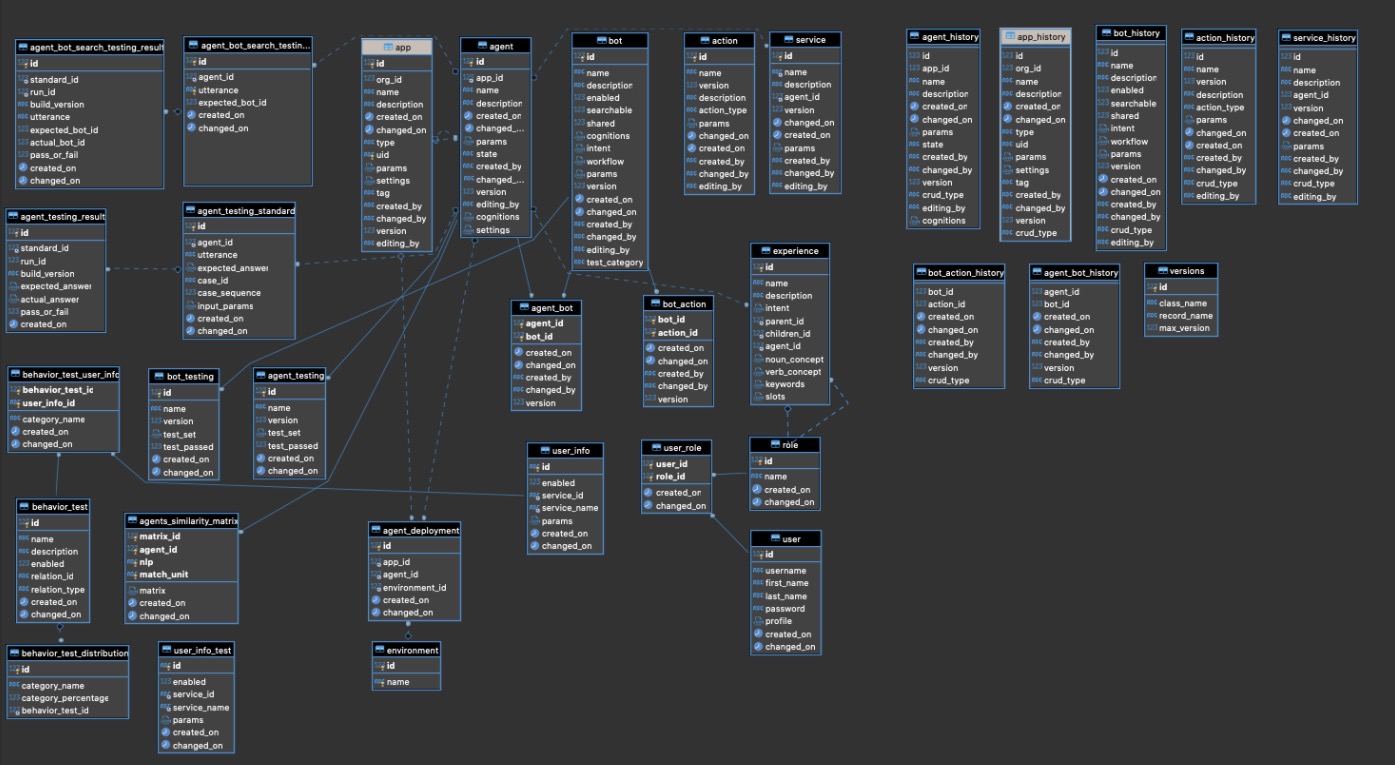 agent_bot_search_testing_result
id
standard_id
run_id
build_version
utterance
expected_bot_id
actual_bot_id
pass_or_fail
created_on
changed_on
agent_bot_search_testin...
id
agent_id
utterance
expected_bot_id
created_on
changed_on
app
id
org_id
name
description
created_on
changed_on
type
uid
params
settings
tag
created_by
changed_by
version
editing_by
agent
id
app_id
name
description
created_on
changed_...
params
state
created_by
changed_...
version
editing_by
cognitions
settings
bot
id
name
description
enabled
searchable
shared
cognitions
intent
workflow
params
version
created_on
changed_on
created_by
changed_by
editing_by
test_category
action
id
name
version
description
action_type
params
changed_on
created_on
created_by
changed_by
editing_by
service
id
name
description
agent_id
version
changed_on
created_on
params
created_by
changed_by
editing_by
agent_history
id
app_id
name
description
created_on
changed_on
params
state
created_by
changed_by
version
crud_type
editing_by
cognitions
app_history
id
org_id
name
description
created_on
changed_on
type
uid
params
settings
tag
created_by
changed_by
version
crud_type
bot_history
id
name
description
enabled
searchable
shared
intent
workflow
params
version
created_on
changed_on
created_by
changed_by
crud_type
editing_by
action_history
id
name
version
description
action_type
params
changed_on
created_on
created_by
changed_by
crud_type
editing_by
service_history
id
name
description
agent_id
version
changed_on
created_on
params
created_by
changed_by
crud_type
editing_by
agent_testing_result
id
standard_id
run_id
build_version
expected_answer
actual_answer
pass_or_fail
created_on
agent_testing_standard
id
agent_id
utterance
expected_answer
case_id
case_sequence
input_params
created_on
changed_on
experience
id
name
description
intent
parent_id
children_id
agent_id
noun_concept
verb_concept
keywords
slots
bot_action_history
bot_id
action_id
created_on
changed_on
created_by
changed_by
version
crud_type
agent_bot_history
agent_id
bot_id
created_on
changed_on
created_by
changed_by
version
crud_type
versions
id
class_name
record_name
max_version
agent_bot
agent_id
bot_id
created_on
changed_on
created_by
changed_by
version
bot_action
bot_id
action_id
created_on
changed_on
created_by
changed_by
version
behavior_test_user_info
behavior_test_id
user_info_id
category_name
created_on
changed_on
bot_testing
id
name
version
test_set
test_passed
created_on
changed_on
agent_testing
id
name
version
test_set
test_passed
created_on
changed_on
user_info
id
enabled
service_id
service_name
params
created_on
changed_on
user_role
user_id
role_id
created_on
changed_on
role
id
name
created_on
changed_on
behavior_test
id
name
description
enabled
relation_id
relation_type
created_on
changed_on
agents_similarity_matrix
matrix_id
agent_id
nlp
match_unit
matrix
created_on
changed_on
agent_deployment
id
app_id
agent_id
environment_id
created_on
changed_on
user
id
username
first_name
last_name
password
profile
created_on
changed_on
behavior_test_distribution
id
category_name
category_percentage
behavior_test_id
user_info_test
id
enabled
service_id
service_name
params
created_on
changed_on
environment
id
name